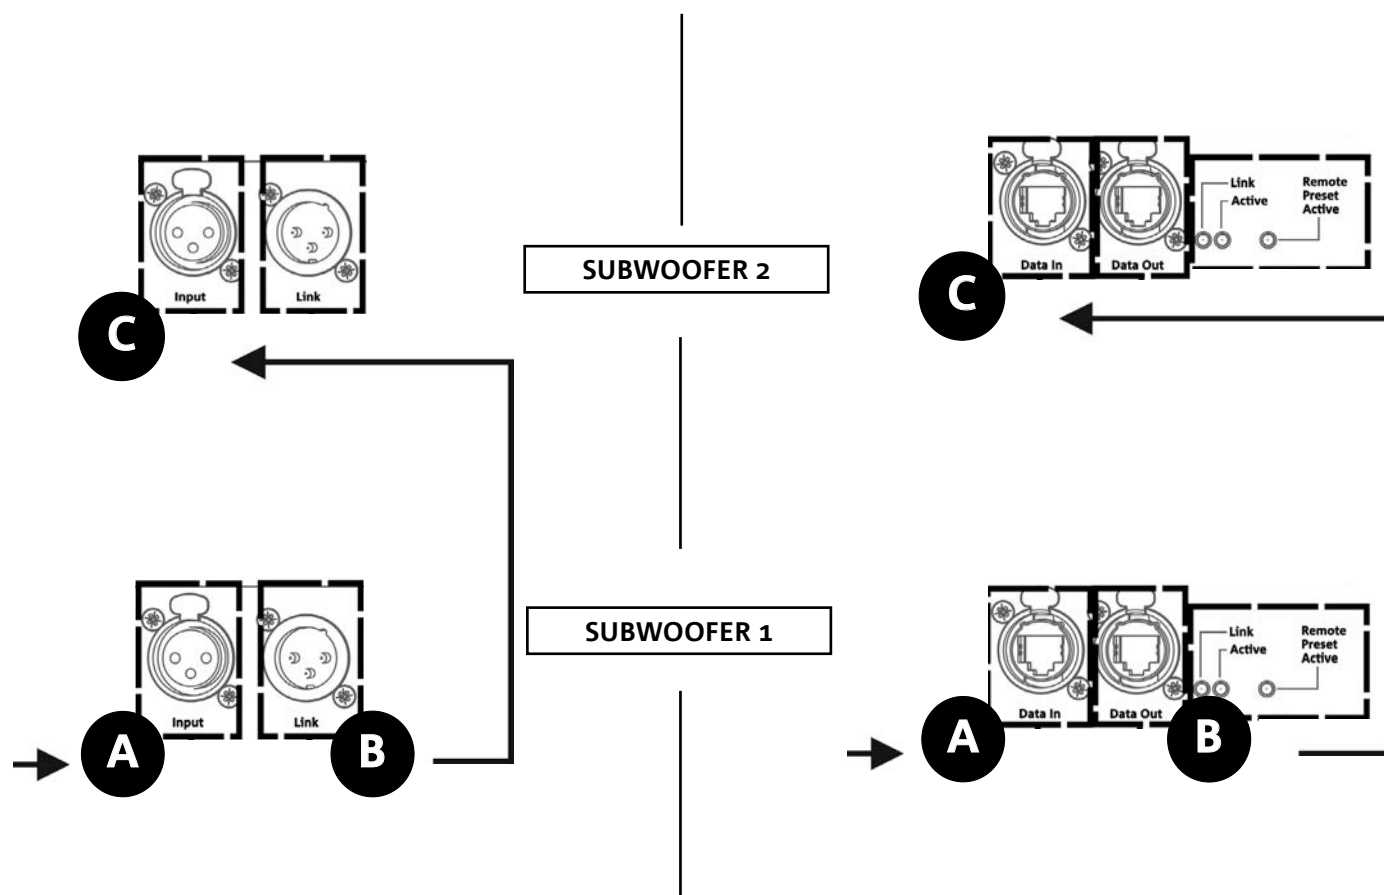 Input
Link
C
SUBWOOFER 2
Data In
Data Out
Link
Active
Remote
Preset
Active
C
Input
Link
A
B
SUBWOOFER 1
Data In
Data Out
Link
Active
Remote
Preset
Active
A
B